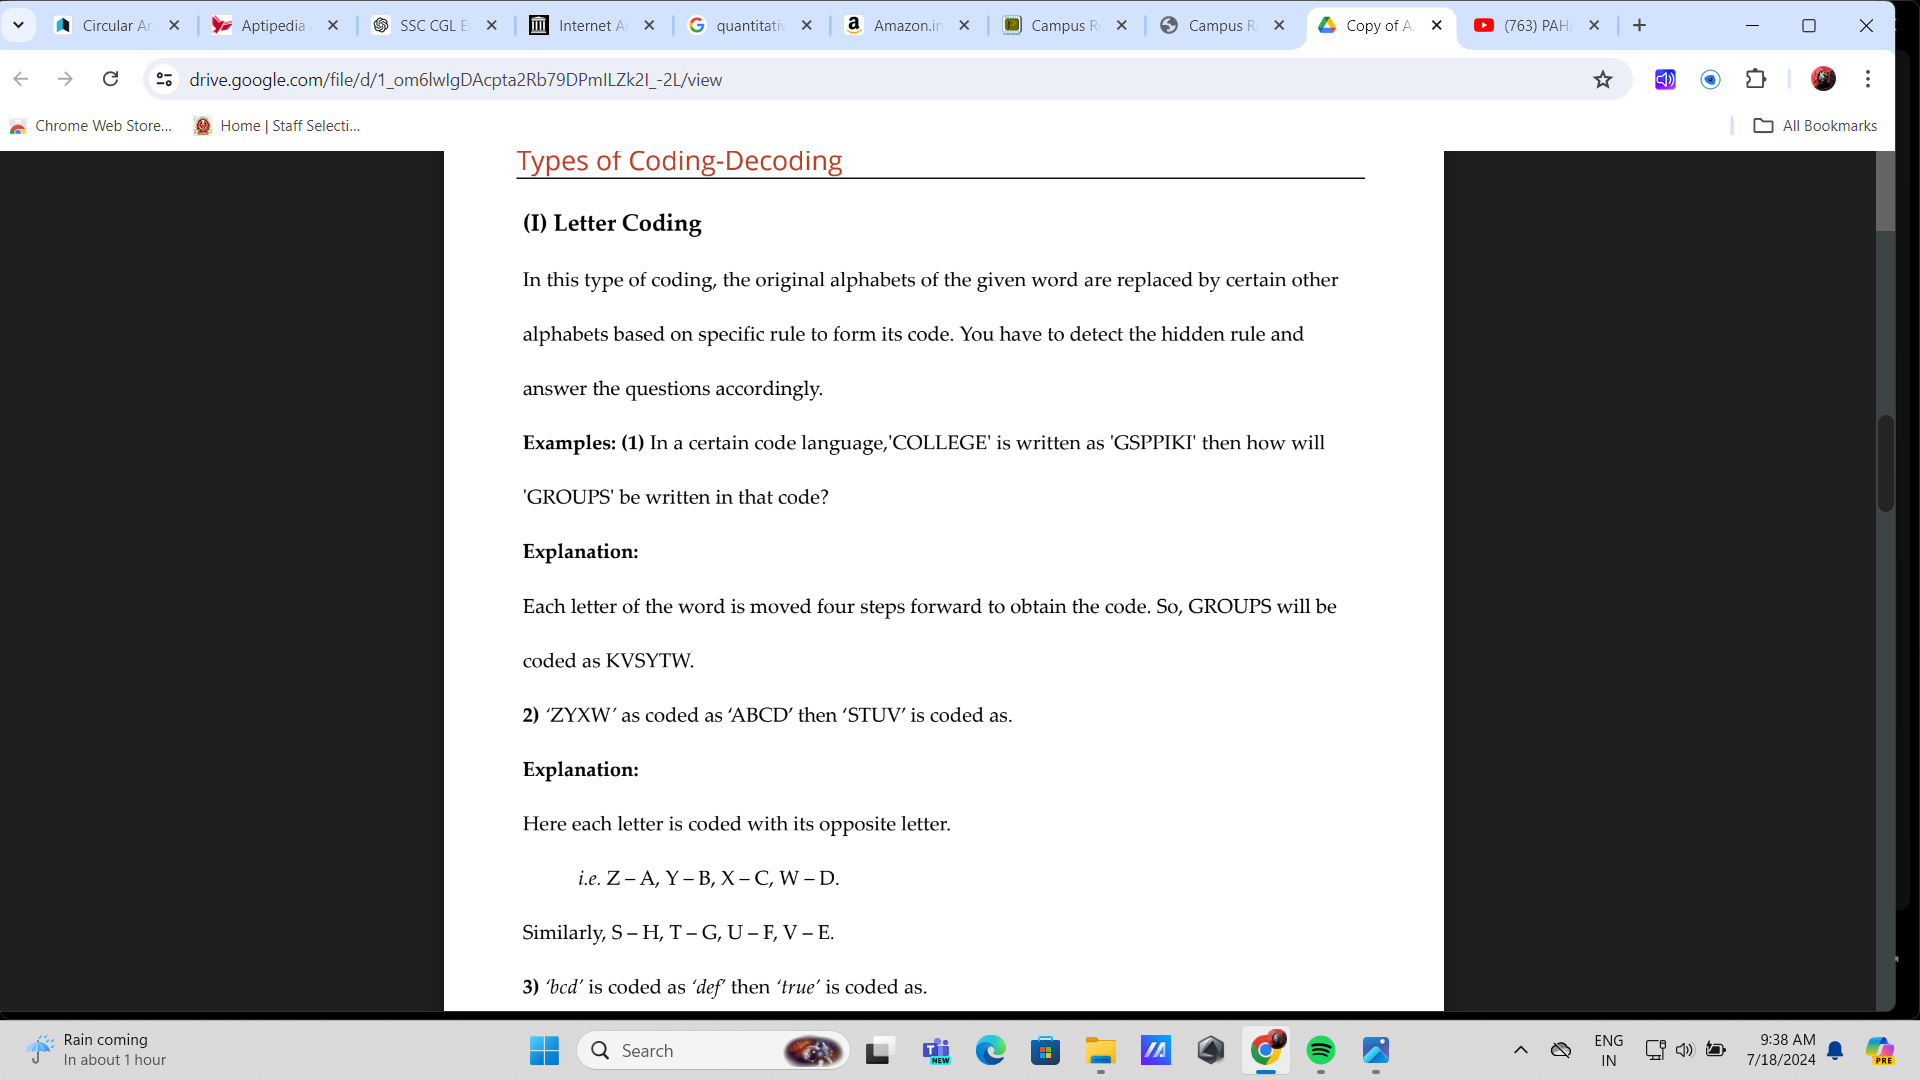 Circular Ar
Aptipedia
SSC CGL E
Internet A
quantitativ
Amazon.in
Campus R
Campus R
Copy of A
(763) PAH
drive.google.com/file/d/1_om6lwIgDAcpta2Rb79DPmILZk2I_-2L/view
Chrome Web Store...
Home | Staff Selecti...
All Bookmarks
Types of Coding-Decoding
(I) Letter Coding
In this type of coding, the original alphabets of the given word are replaced by certain other
alphabets based on specific rule to form its code. You have to detect the hidden rule and
answer the questions accordingly.
Examples: (1) In a certain code language,'COLLEGE' is written as 'GSPPIKI' then how will
'GROUPS' be written in that code?
Explanation:
Each letter of the word is moved four steps forward to obtain the code. So, GROUPS will be
coded as KVSYTW.
2) ‘ZYXW’ as coded as ‘ABCD’ then ‘STUV’ is coded as.
Explanation:
Here each letter is coded with its opposite letter.
i.e. Z – A, Y – B, X – C, W – D.
Similarly, S – H, T – G, U – F, V – E.
3) ‘bcd’ is coded as ‘def’ then ‘true’ is coded as.
Rain coming
In about 1 hour
Search
NEW
ENG
IN
9:38 AM
7/18/2024
PRE